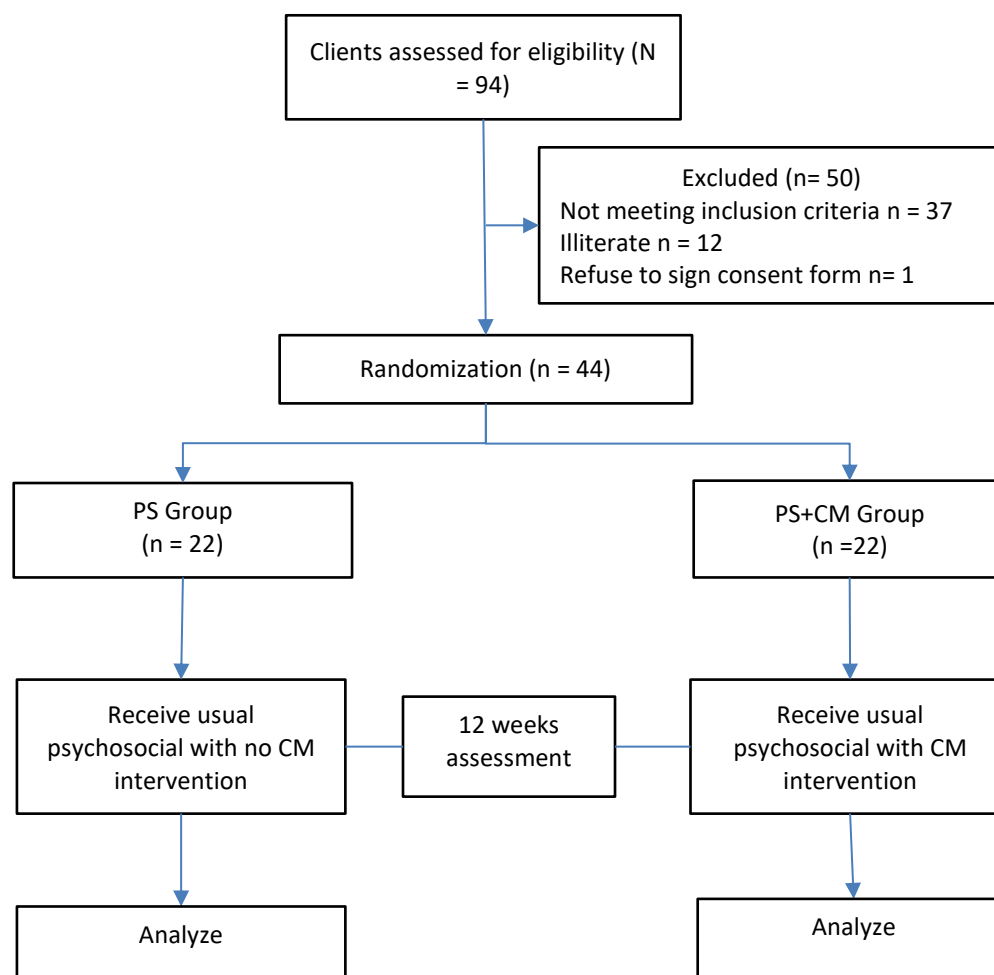 Clients assessed for eligibility (N
= 94)
Excluded (n= 50)
Not meeting inclusion criteria n = 37
Illiterate n = 12
Refuse to sign consent form n= 1
Randomization (n = 44)
PS Group
(n = 22)
PS+CM Group
(n =22)
Receive usual
psychosocial with no CM
intervention
12 weeks
assessment
Receive usual
psychosocial with CM
intervention
Analyze
Analyze